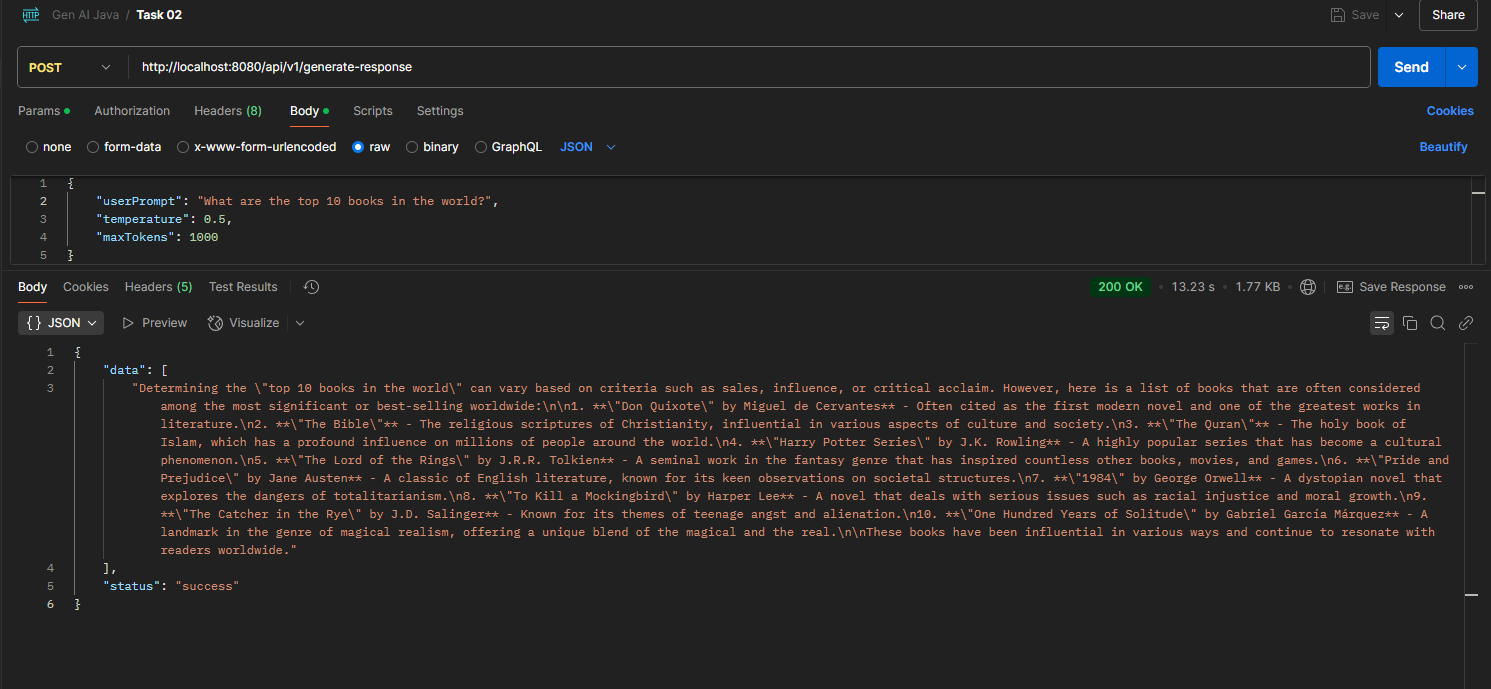 HTTP Gen AI Java / Task 02 Save Share
POST http://localhost:8080/api/v1/generate-response Send
Params Authorization Headers (8) Body Scripts Settings Cookies
none form-data x-www-form-urlencoded raw binary GraphQL JSON Beautify
1 {
2 "userPrompt": "What are the top 10 books in the world?",
3 "temperature": 0.5,
4 "maxTokens": 1000
5 }
Body Cookies Headers (5) Test Results 200 OK • 13.23 s • 1.77 KB • e.g. Save Response
{} JSON Preview Visualize
1 {
2 "data": [
3 "Determining the \"top 10 books in the world\" can vary based on criteria such as sales, influence, or critical acclaim. However, here is a list of books that are often considered
among the most significant or best-selling worldwide:\n\n1. **\"Don Quixote\" by Miguel de Cervantes** - Often cited as the first modern novel and one of the greatest works in
literature.\n2. **\"The Bible\"** - The religious scriptures of Christianity, influential in various aspects of culture and society.\n3. **\"The Quran\"** - The holy book of
Islam, which has a profound influence on millions of people around the world.\n4. **\"Harry Potter Series\" by J.K. Rowling** - A highly popular series that has become a cultural
phenomenon.\n5. **\"The Lord of the Rings\" by J.R.R. Tolkien** - A seminal work in the fantasy genre that has inspired countless other books, movies, and games.\n6. **\"Pride and
Prejudice\" by Jane Austen** - A classic of English literature, known for its keen observations on societal structures.\n7. **\"1984\" by George Orwell** - A dystopian novel that
explores the dangers of totalitarianism.\n8. **\"To Kill a Mockingbird\" by Harper Lee** - A novel that deals with serious issues such as racial injustice and moral growth.\n9.
**\"The Catcher in the Rye\" by J.D. Salinger** - Known for its themes of teenage angst and alienation.\n10. **\"One Hundred Years of Solitude\" by Gabriel García Márquez** - A
landmark in the genre of magical realism, offering a unique blend of the magical and the real.\n\nThese books have been influential in various ways and continue to resonate with
readers worldwide."
4 ],
5 "status": "success"
6 }